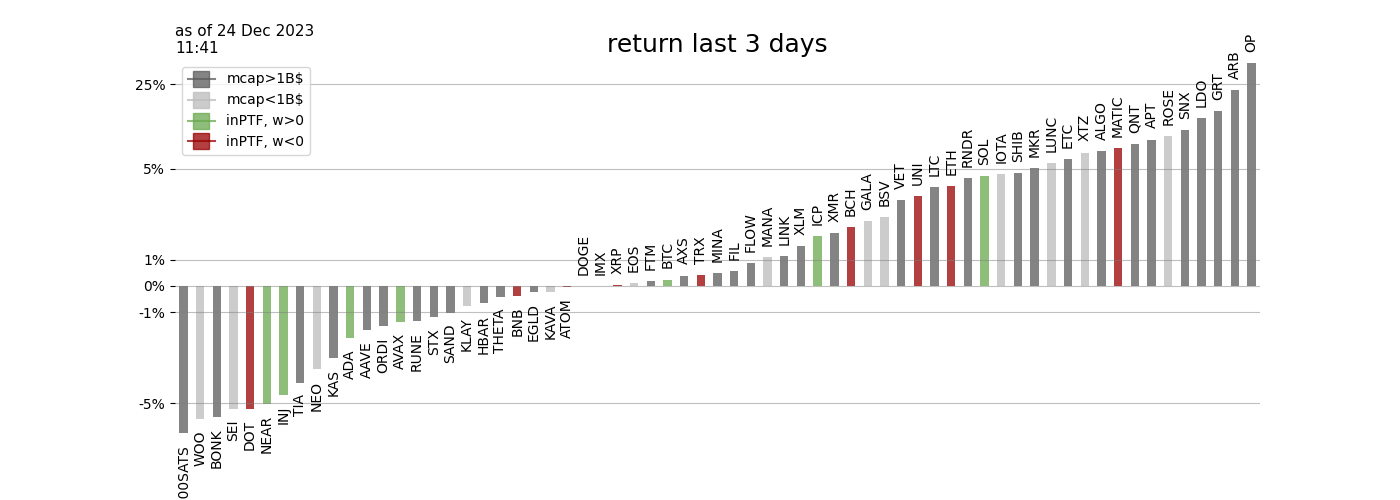 as of 24 Dec 2023
11:41
return last 3 days
mcap>1B$
mcap<1B$
inPTF, w>0
inPTF, w<0
25%
5%
1%
0%
-1%
-5%
00SATS
WOO
BONK
SEI
DOT
NEAR
INJ
TIA
NEO
KAS
ADA
AAVE
ORDI
AVAX
RUNE
STX
SAND
KLAY
HBAR
THETA
BNB
EGLD
KAVA
ATOM
DOGE
IMX
XRP
EOS
FTM
BTC
AXS
TRX
MINA
FIL
FLOW
MANA
LINK
XLM
ICP
XMR
BCH
GALA
BSV
VET
UNI
LTC
ETH
RNDR
SOL
IOTA
SHIB
MKR
LUNC
ETC
XTZ
ALGO
MATIC
QNT
APT
ROSE
SNX
LDO
GRT
ARB
OP